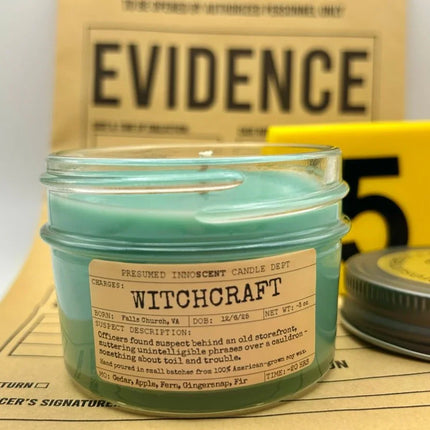 TO BE OPENED BY AUTHORIZED PERSONNEL ONLY
EVIDENCE
5
PRESUMED INNOSCENT CANDLE DEPT
CHARGES:
WITCHCRAFT
BORN: Falls Church, VA DOB: 12/6/25 NET WT: ~3 oz.
SUSPECT DESCRIPTION:
Officers found suspect behind an old storefront,
muttering unintelligible phrases over a cauldron -
something about toil and trouble.
Hand poured in small batches from 100% American-grown soy wax.
MO: Cedar, Apple, Fern, Gingersnap, Fir TIME: ~20 HRS
TURN
CER'S SIGNATURE: